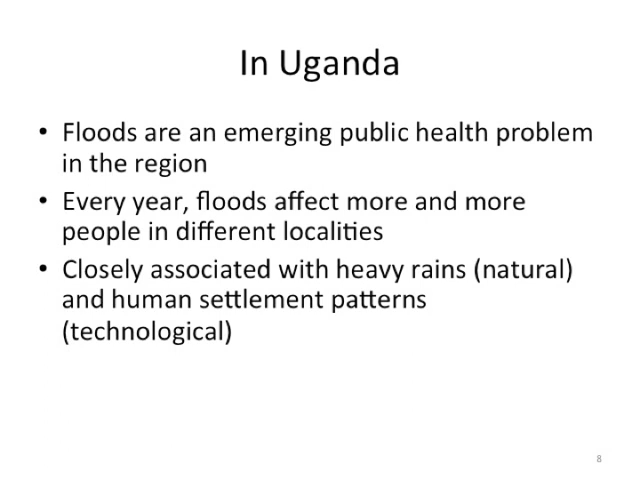 In Uganda
• Floods are an emerging public health problem
in the region
• Every year, floods affect more and more
people in different localities
• Closely associated with heavy rains (natural)
and human settlement patterns
(technological)
8